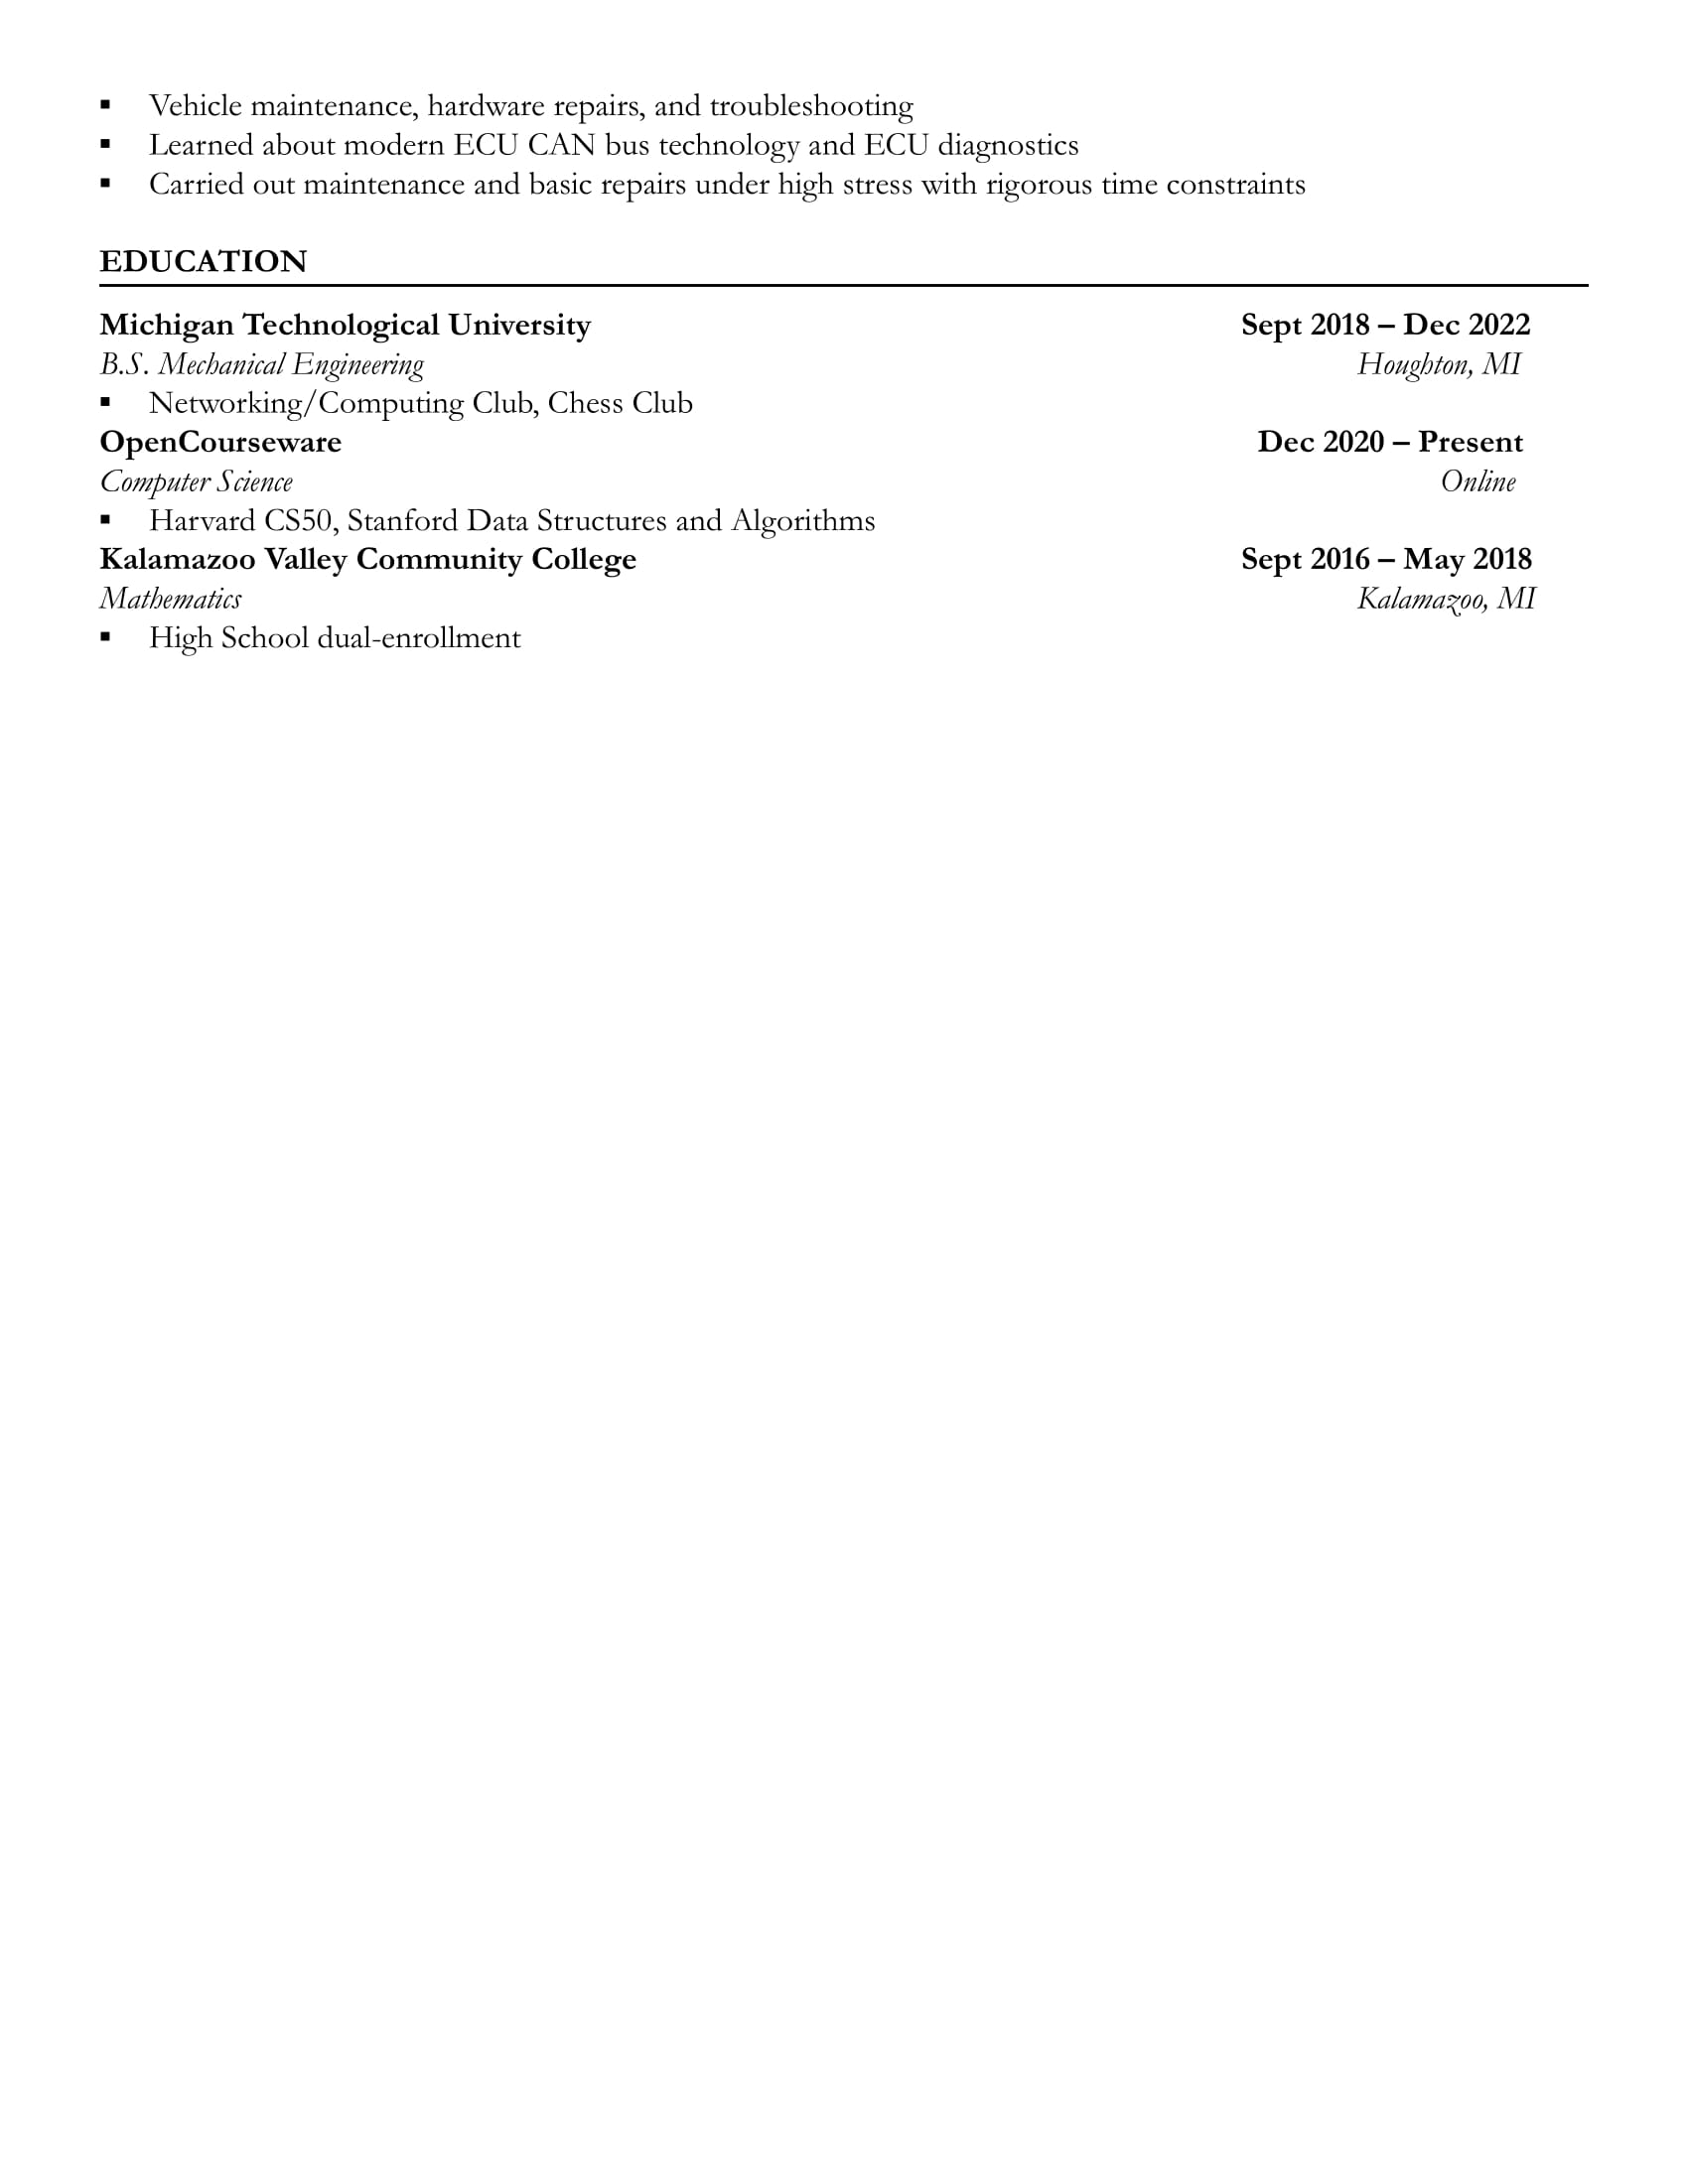 ▪ Vehicle maintenance, hardware repairs, and troubleshooting
▪ Learned about modern ECU CAN bus technology and ECU diagnostics
▪ Carried out maintenance and basic repairs under high stress with rigorous time constraints
EDUCATION
Michigan Technological University Sept 2018 – Dec 2022
B.S. Mechanical Engineering Houghton, MI
▪ Networking/Computing Club, Chess Club
OpenCourseware Dec 2020 – Present
Computer Science Online
▪ Harvard CS50, Stanford Data Structures and Algorithms
Kalamazoo Valley Community College Sept 2016 – May 2018
Mathematics Kalamazoo, MI
▪ High School dual-enrollment